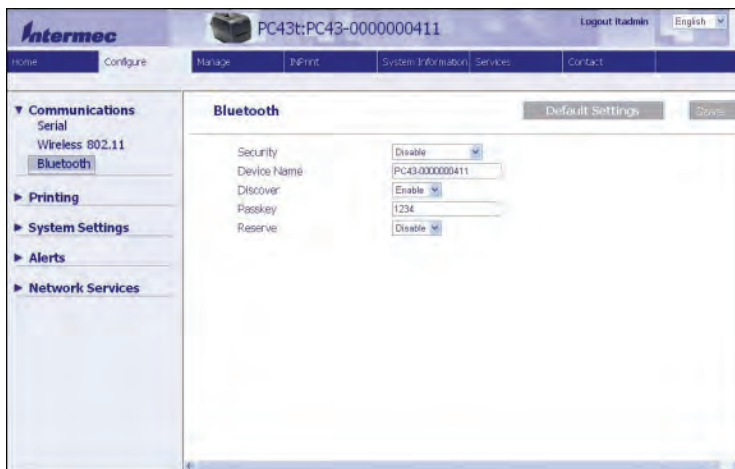 Intermec
PC43t:PC43-0000000411
Logout itadmin
English
Home
Configure
Manage
INPrint
System Information
Services
Contact
Communications
Serial
Wireless 802.11
Bluetooth
Printing
System Settings
Alerts
Network Services
Bluetooth
Default Settings
Save
Security
Disable
Device Name
PC43-0000000411
Discover
Enable
Passkey
1234
Reserve
Disable